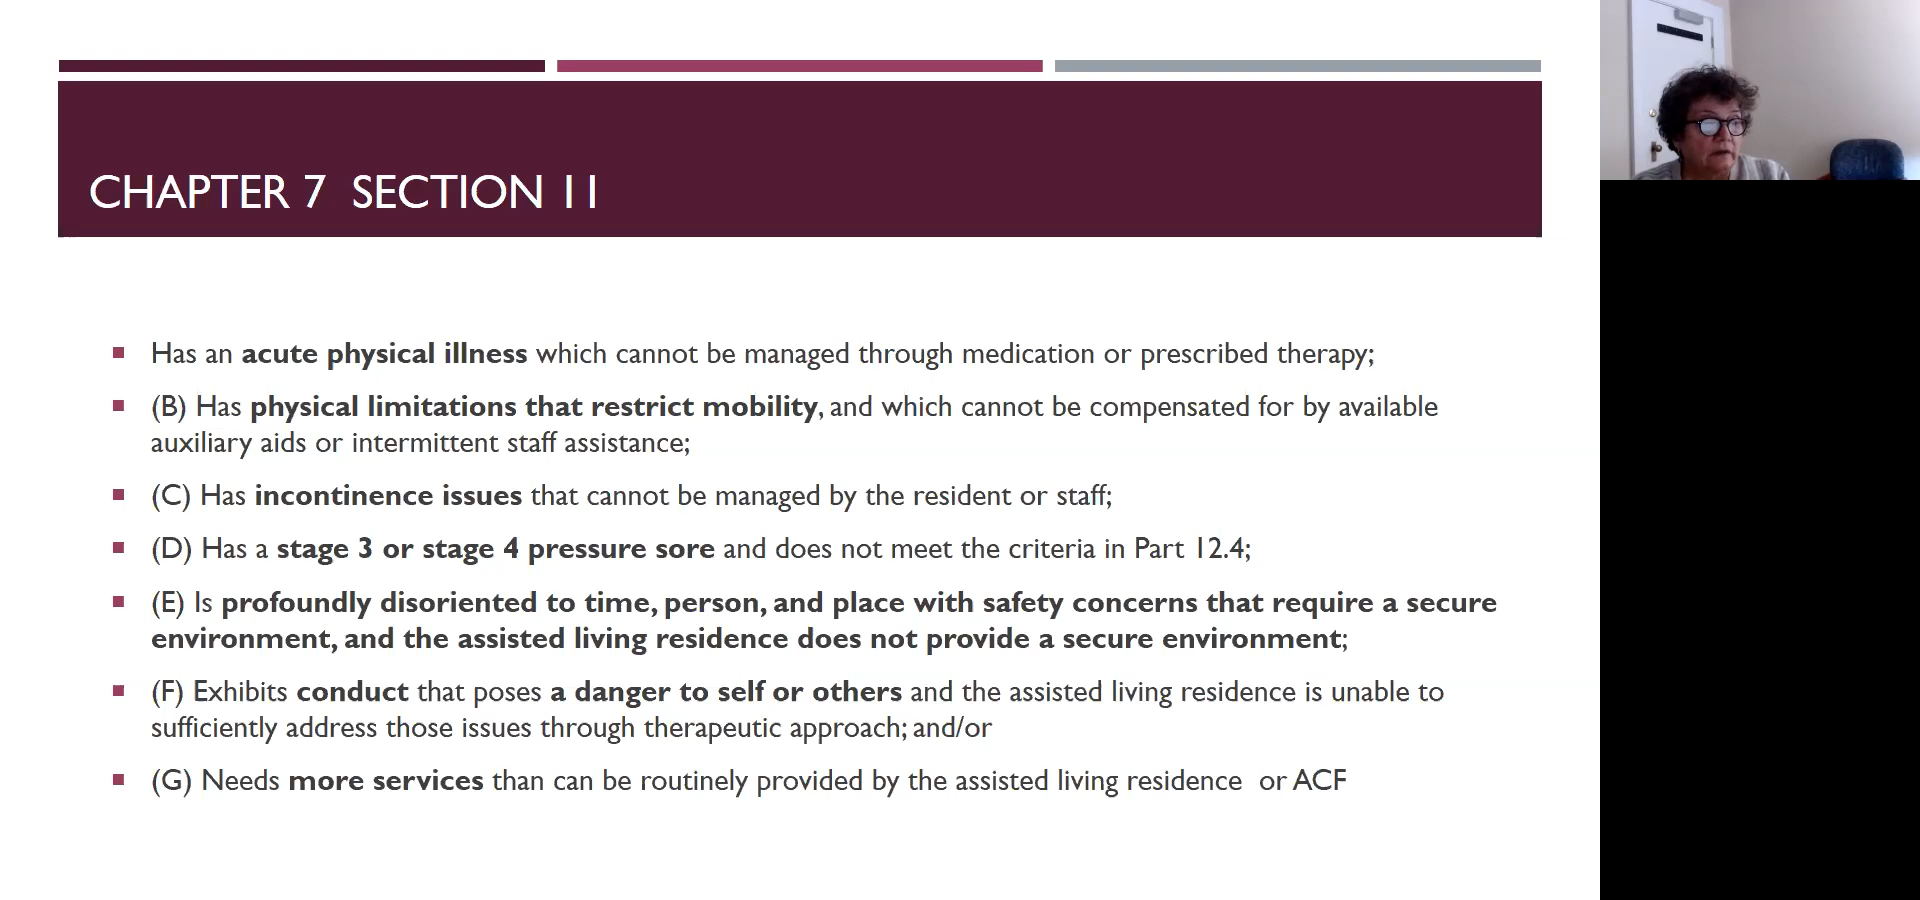 CHAPTER 7 SECTION 11
Has an acute physical illness which cannot be managed through medication or prescribed therapy;
(B) Has physical limitations that restrict mobility, and which cannot be compensated for by available
auxiliary aids or intermittent staff assistance;
(C) Has incontinence issues that cannot be managed by the resident or staff;
(D) Has a stage 3 or stage 4 pressure sore and does not meet the criteria in Part 12.4;
(E) Is profoundly disoriented to time, person, and place with safety concerns that require a secure
environment, and the assisted living residence does not provide a secure environment;
(F) Exhibits conduct that poses a danger to self or others and the assisted living residence is unable to
sufficiently address those issues through therapeutic approach; and/or
(G) Needs more services than can be routinely provided by the assisted living residence or ACF